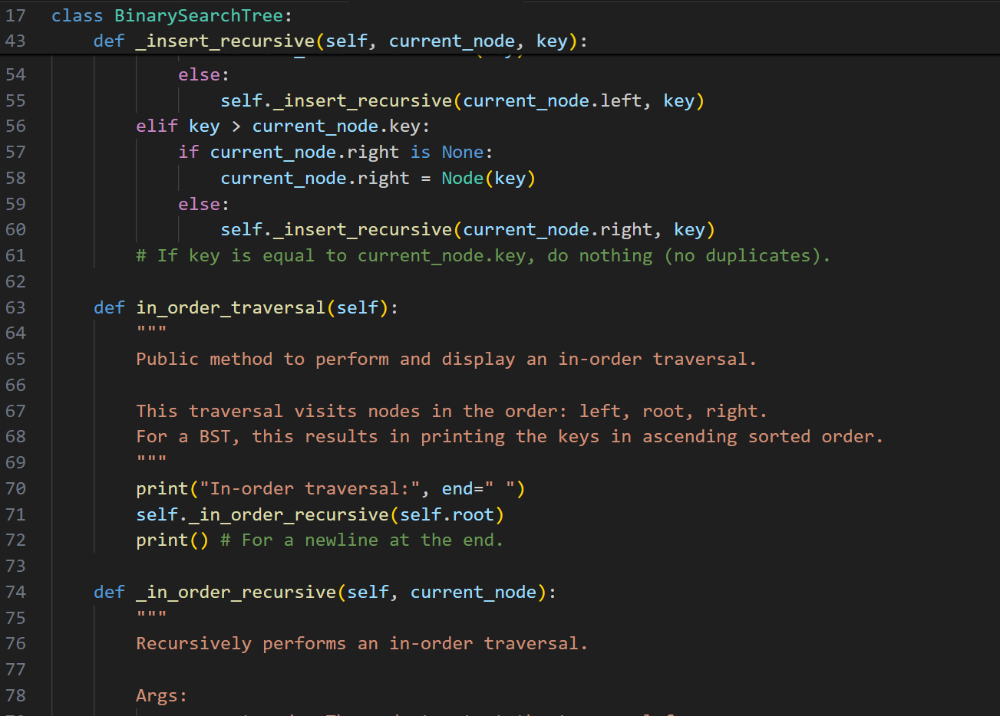 17 class BinarySearchTree:
43     def _insert_recursive(self, current_node, key):
54             else:
55                 self._insert_recursive(current_node.left, key)
56         elif key > current_node.key:
57             if current_node.right is None:
58                 current_node.right = Node(key)
59             else:
60                 self._insert_recursive(current_node.right, key)
61         # If key is equal to current_node.key, do nothing (no duplicates).
62
63     def in_order_traversal(self):
64         """
65         Public method to perform and display an in-order traversal.
66
67         This traversal visits nodes in the order: left, root, right.
68         For a BST, this results in printing the keys in ascending sorted order.
69         """
70         print("In-order traversal:", end=" ")
71         self._in_order_recursive(self.root)
72         print() # For a newline at the end.
73
74     def _in_order_recursive(self, current_node):
75         """
76         Recursively performs an in-order traversal.
77
78         Args: